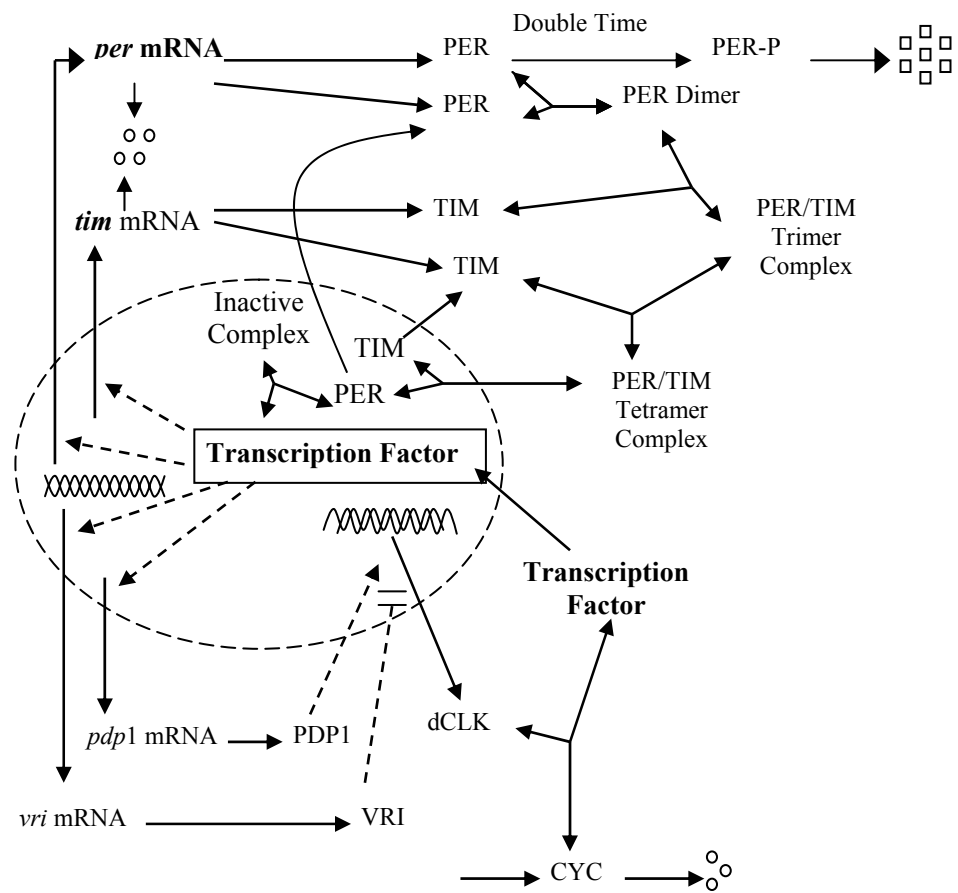 Double Time
per mRNA
PER
PER-P
PER
PER Dimer
tim mRNA
TIM
PER/TIM
Trimer
Complex
TIM
Inactive
Complex
TIM
PER
PER/TIM
Tetramer
Complex
Transcription Factor
Transcription
Factor
pdp1 mRNA
PDP1
dCLK
vri mRNA
VRI
CYC